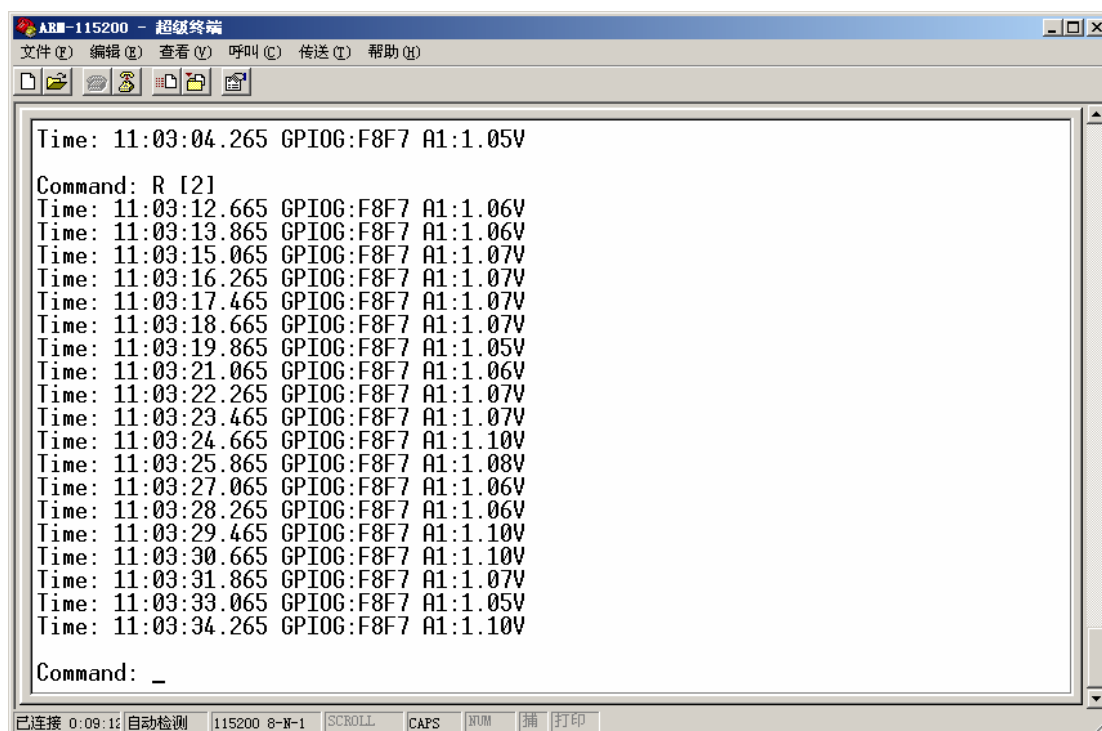 ARM-115200 - 超级终端
文件(F) 编辑(E) 查看(V) 呼叫(C) 传送(T) 帮助(H)
Time: 11:03:04.265 GPIOG:F8F7 A1:1.05V
Command: R [2]
Time: 11:03:12.665 GPIOG:F8F7 A1:1.06V
Time: 11:03:13.865 GPIOG:F8F7 A1:1.06V
Time: 11:03:15.065 GPIOG:F8F7 A1:1.07V
Time: 11:03:16.265 GPIOG:F8F7 A1:1.07V
Time: 11:03:17.465 GPIOG:F8F7 A1:1.07V
Time: 11:03:18.665 GPIOG:F8F7 A1:1.07V
Time: 11:03:19.865 GPIOG:F8F7 A1:1.05V
Time: 11:03:21.065 GPIOG:F8F7 A1:1.06V
Time: 11:03:22.265 GPIOG:F8F7 A1:1.07V
Time: 11:03:23.465 GPIOG:F8F7 A1:1.07V
Time: 11:03:24.665 GPIOG:F8F7 A1:1.10V
Time: 11:03:25.865 GPIOG:F8F7 A1:1.08V
Time: 11:03:27.065 GPIOG:F8F7 A1:1.06V
Time: 11:03:28.265 GPIOG:F8F7 A1:1.06V
Time: 11:03:29.465 GPIOG:F8F7 A1:1.10V
Time: 11:03:30.665 GPIOG:F8F7 A1:1.10V
Time: 11:03:31.865 GPIOG:F8F7 A1:1.07V
Time: 11:03:33.065 GPIOG:F8F7 A1:1.05V
Time: 11:03:34.265 GPIOG:F8F7 A1:1.10V
Command: _
已连接 0:09:12 自动检测 115200 8-N-1 SCROLL CAPS NUM 捕 打印